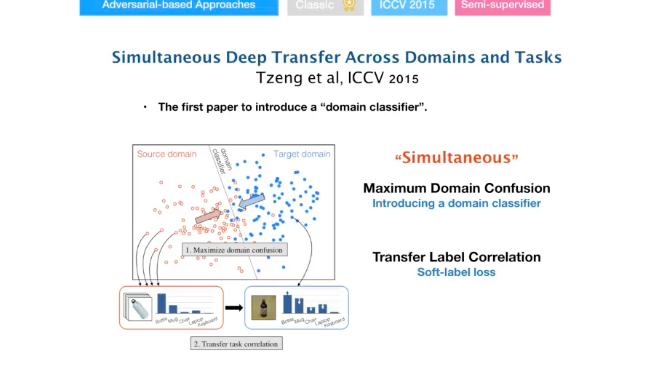 Adversarial-based Approaches
Classic
ICCV 2015
Semi-supervised
Simultaneous Deep Transfer Across Domains and Tasks
Tzeng et al, ICCV 2015
• The first paper to introduce a “domain classifier”.
Source domain
domain
classifier
Target domain
1. Maximize domain confusion
Bottle Mug Chair Laptop Keyboard
Bottle Mug Chair Laptop Keyboard
2. Transfer task correlation
“Simultaneous”
Maximum Domain Confusion
Introducing a domain classifier
Transfer Label Correlation
Soft-label loss